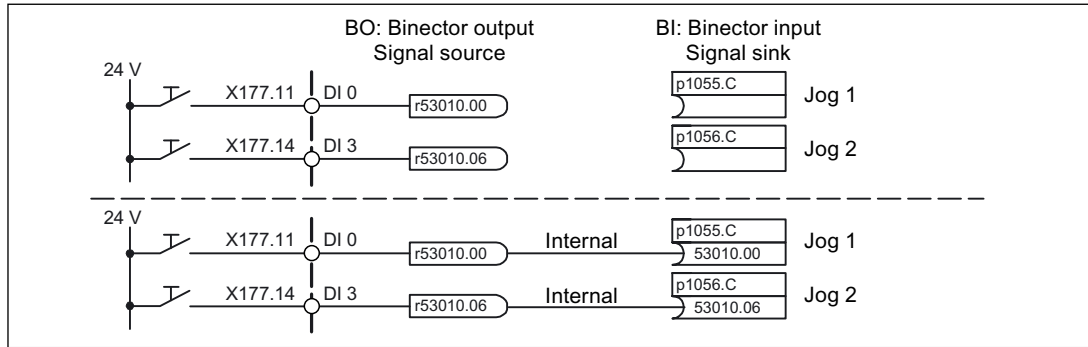 BO: Binector output
Signal source
BI: Binector input
Signal sink
24 V
X177.11
DI 0
r53010.00
p1055.C
Jog 1
X177.14
DI 3
r53010.06
p1056.C
Jog 2
24 V
X177.11
DI 0
r53010.00
Internal
p1055.C
53010.00
Jog 1
X177.14
DI 3
r53010.06
Internal
p1056.C
53010.06
Jog 2